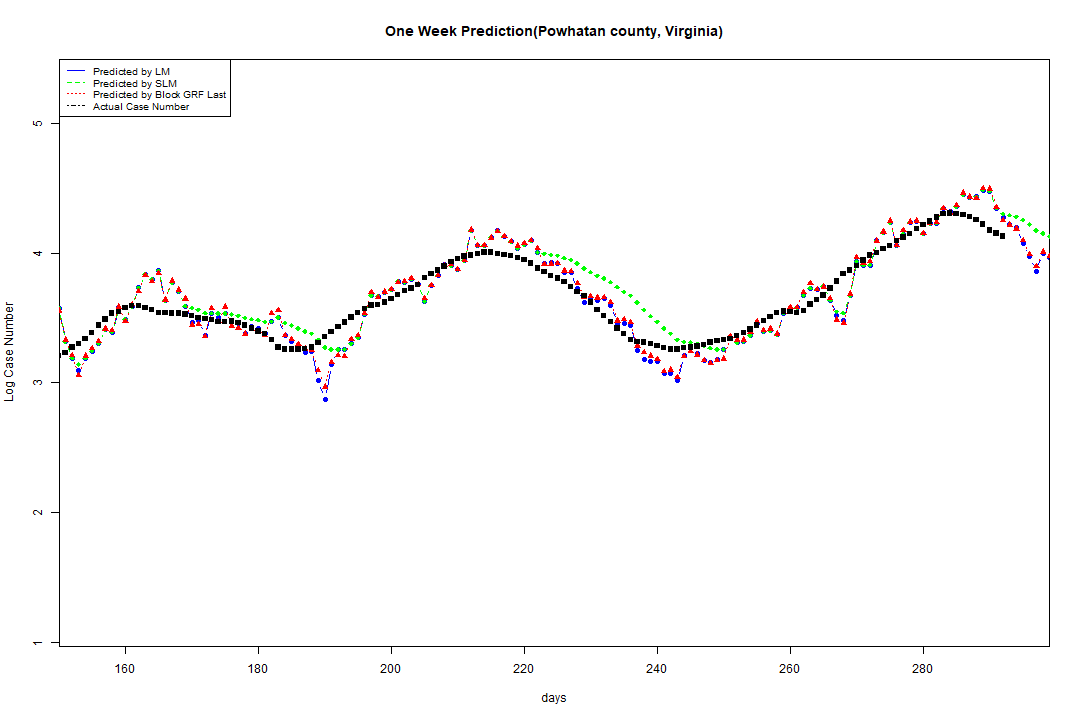 One Week Prediction(Powhatan county, Virginia)
Predicted by LM
Predicted by SLM
Predicted by Block GRF Last
Actual Case Number
5
4
3
2
1
Log Case Number
160 180 200 220 240 260 280
days